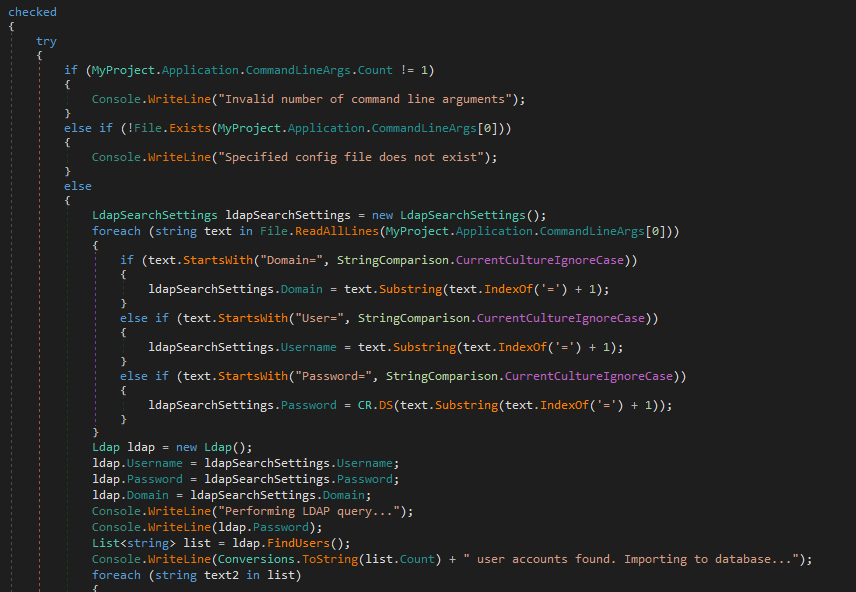 checked
{
try
{
if (MyProject.Application.CommandLineArgs.Count != 1)
{
Console.WriteLine("Invalid number of command line arguments");
}
else if (!File.Exists(MyProject.Application.CommandLineArgs[0]))
{
Console.WriteLine("Specified config file does not exist");
}
else
{
LdapSearchSettings ldapSearchSettings = new LdapSearchSettings();
foreach (string text in File.ReadAllLines(MyProject.Application.CommandLineArgs[0]))
{
if (text.StartsWith("Domain=", StringComparison.CurrentCultureIgnoreCase))
{
ldapSearchSettings.Domain = text.Substring(text.IndexOf('=') + 1);
}
else if (text.StartsWith("User=", StringComparison.CurrentCultureIgnoreCase))
{
ldapSearchSettings.Username = text.Substring(text.IndexOf('=') + 1);
}
else if (text.StartsWith("Password=", StringComparison.CurrentCultureIgnoreCase))
{
ldapSearchSettings.Password = CR.DS(text.Substring(text.IndexOf('=') + 1));
}
}
Ldap ldap = new Ldap();
ldap.Username = ldapSearchSettings.Username;
ldap.Password = ldapSearchSettings.Password;
ldap.Domain = ldapSearchSettings.Domain;
Console.WriteLine("Performing LDAP query...");
Console.WriteLine(ldap.Password);
List<string> list = ldap.FindUsers();
Console.WriteLine(Conversions.ToString(list.Count) + " user accounts found. Importing to database...");
foreach (string text2 in list)
{